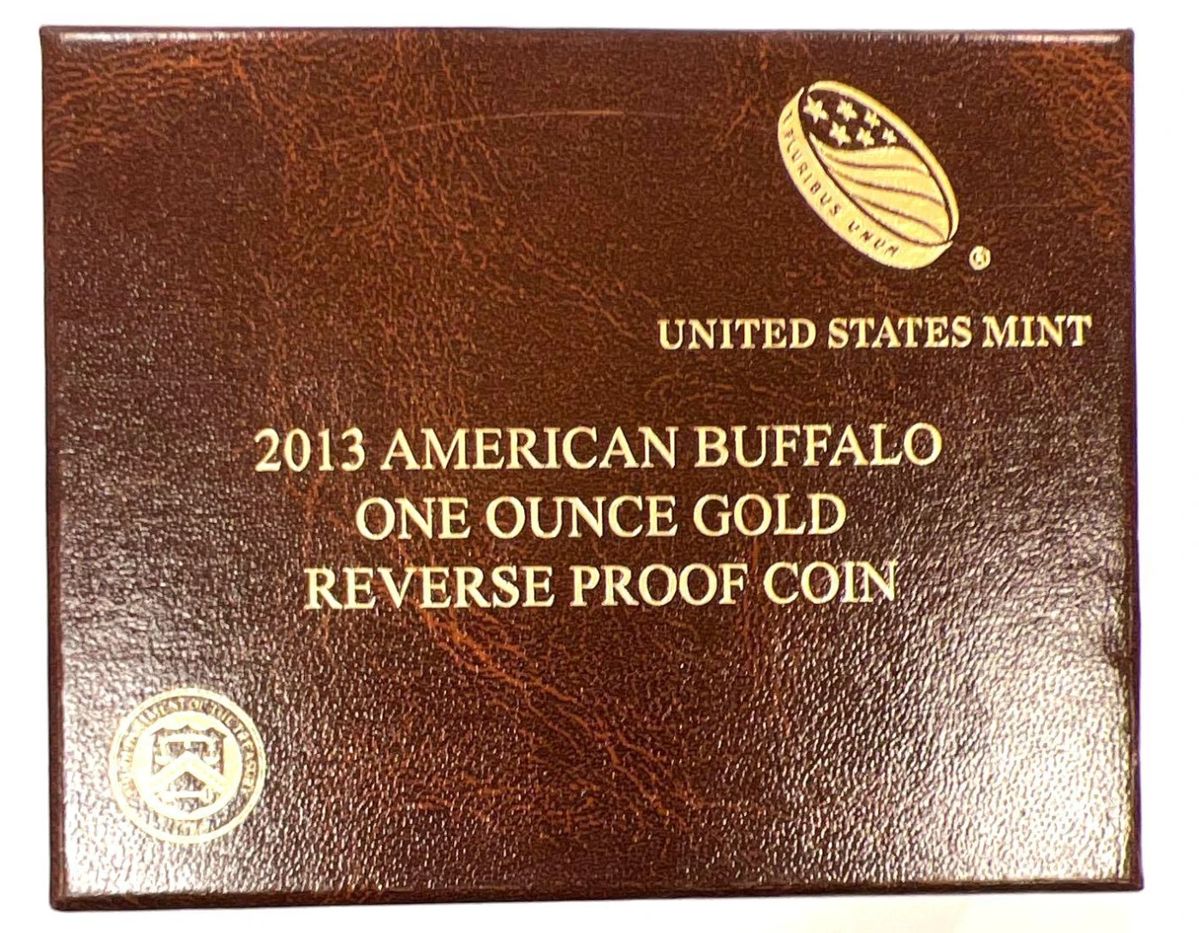 PLURIBUS UNUM
UNITED STATES MINT
2013 AMERICAN BUFFALO
ONE OUNCE GOLD
REVERSE PROOF COIN